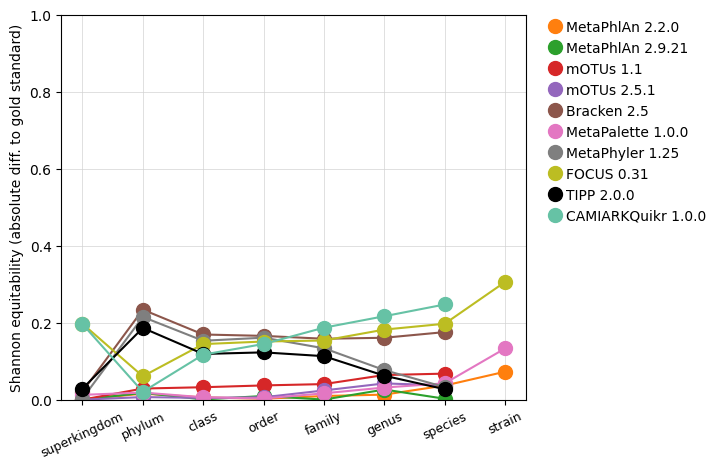 Shannon equitability (absolute diff. to gold standard)
1.0
0.8
0.6
0.4
0.2
0.0
superkingdom
phylum
class
order
family
genus
species
strain
MetaPhlAn 2.2.0
MetaPhlAn 2.9.21
mOTUs 1.1
mOTUs 2.5.1
Bracken 2.5
MetaPalette 1.0.0
MetaPhyler 1.25
FOCUS 0.31
TIPP 2.0.0
CAMIARKQuikr 1.0.0